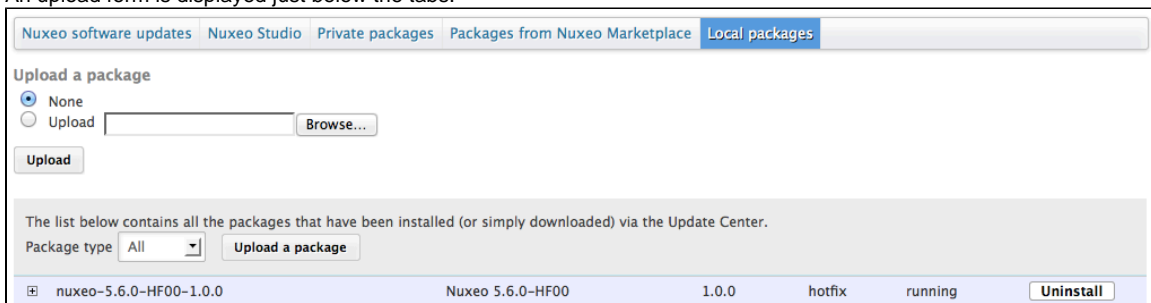 An upload form is displayed just below the tabs.
Nuxeo software updates Nuxeo Studio Private packages Packages from Nuxeo Marketplace Local packages
Upload a package
None
Upload Browse...
Upload
The list below contains all the packages that have been installed (or simply downloaded) via the Update Center.
Package type All Upload a package
nuxeo-5.6.0-HF00-1.0.0 Nuxeo 5.6.0-HF00 1.0.0 hotfix running Uninstall